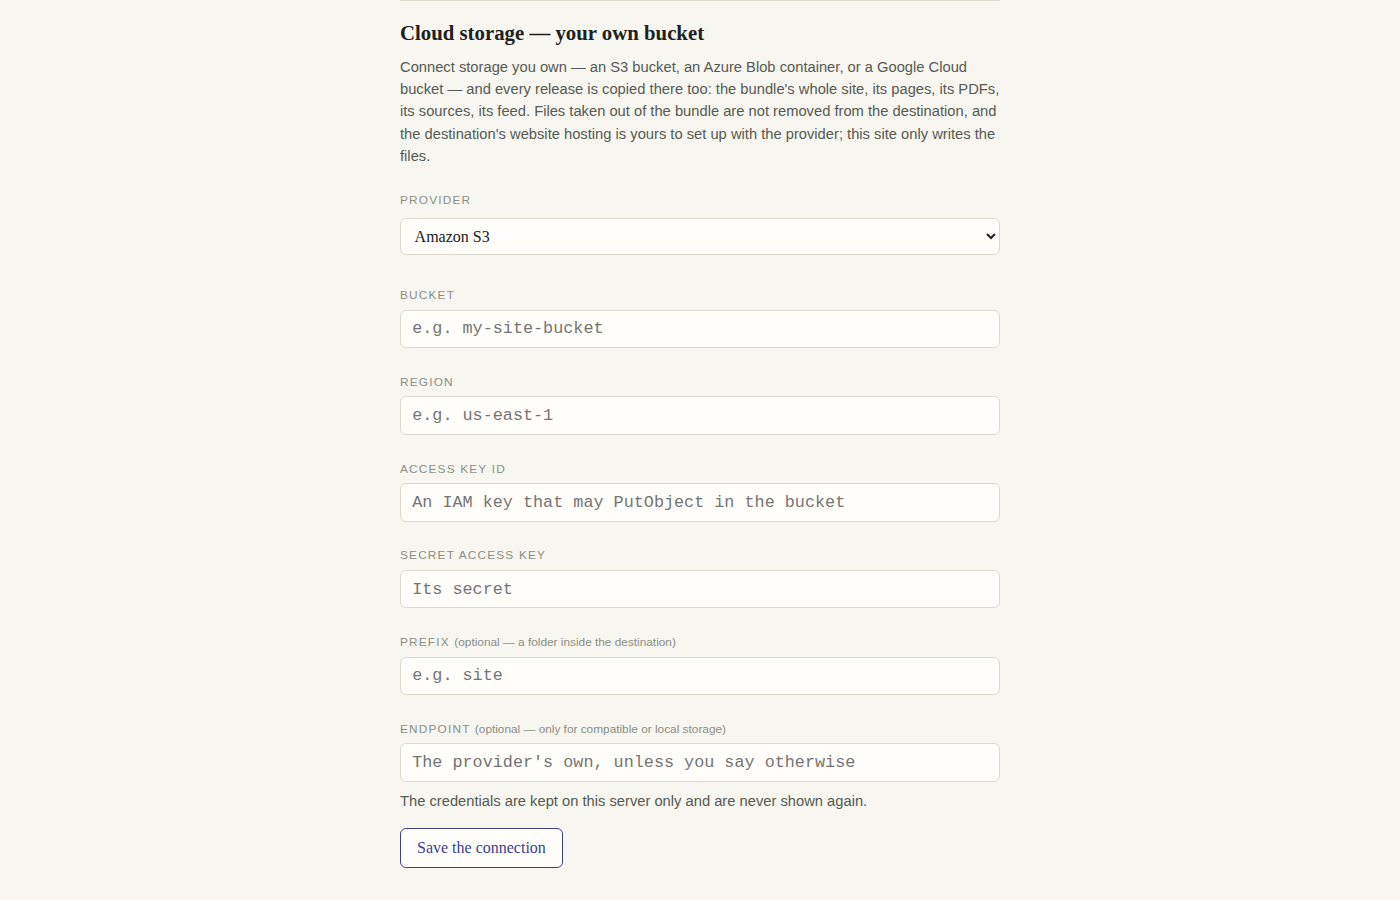 Cloud storage — your own bucket
Connect storage you own — an S3 bucket, an Azure Blob container, or a Google Cloud
bucket — and every release is copied there too: the bundle's whole site, its pages, its PDFs,
its sources, its feed. Files taken out of the bundle are not removed from the destination, and
the destination's website hosting is yours to set up with the provider; this site only writes the
files.
PROVIDER
Amazon S3
BUCKET
e.g. my-site-bucket
REGION
e.g. us-east-1
ACCESS KEY ID
An IAM key that may PutObject in the bucket
SECRET ACCESS KEY
Its secret
PREFIX (optional — a folder inside the destination)
e.g. site
ENDPOINT (optional — only for compatible or local storage)
The provider's own, unless you say otherwise
The credentials are kept on this server only and are never shown again.
Save the connection